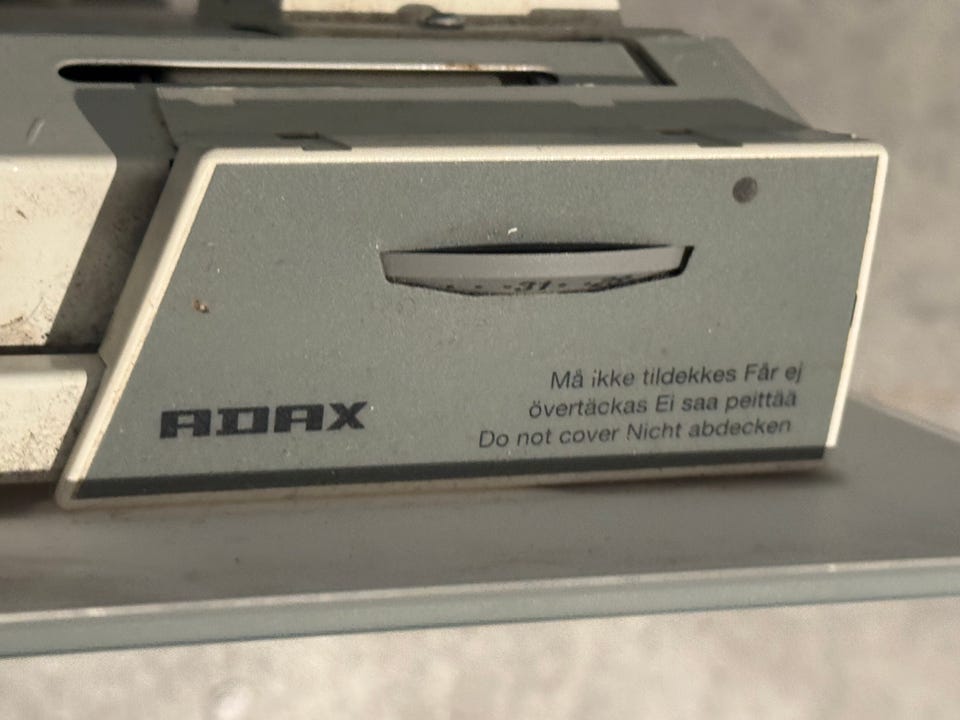 ADAX
Må ikke tildekkes Får ej
övertäckas Ei saa peittää
Do not cover Nicht abdecken